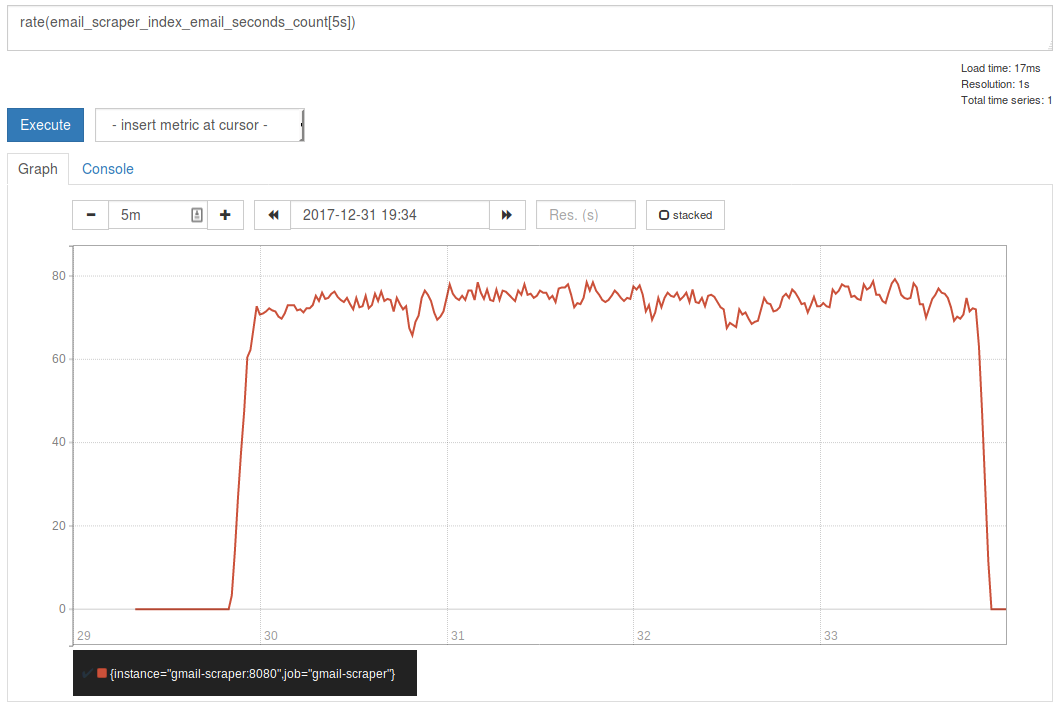 rate(email_scraper_index_email_seconds_count[5s])
Load time: 17ms
Resolution: 1s
Total time series: 1
Execute
- insert metric at cursor -
Graph
Console
5m
2017-12-31 19:34
Res. (s)
stacked
80
60
40
20
0
29 30 31 32 33
{instance="gmail-scraper:8080",job="gmail-scraper"}